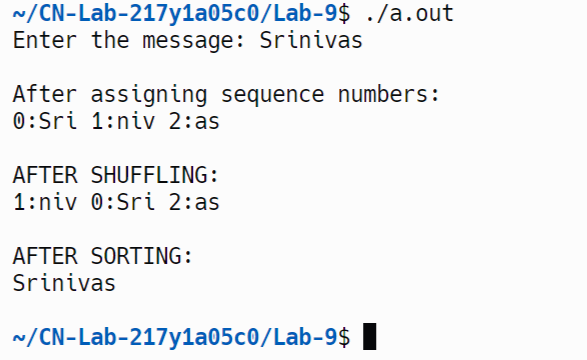 ~/CN-Lab-217y1a05c0/Lab-9$ ./a.out
Enter the message: Srinivas
After assigning sequence numbers:
0:Sri 1:niv 2:as
AFTER SHUFFLING:
1:niv 0:Sri 2:as
AFTER SORTING:
Srinivas
~/CN-Lab-217y1a05c0/Lab-9$